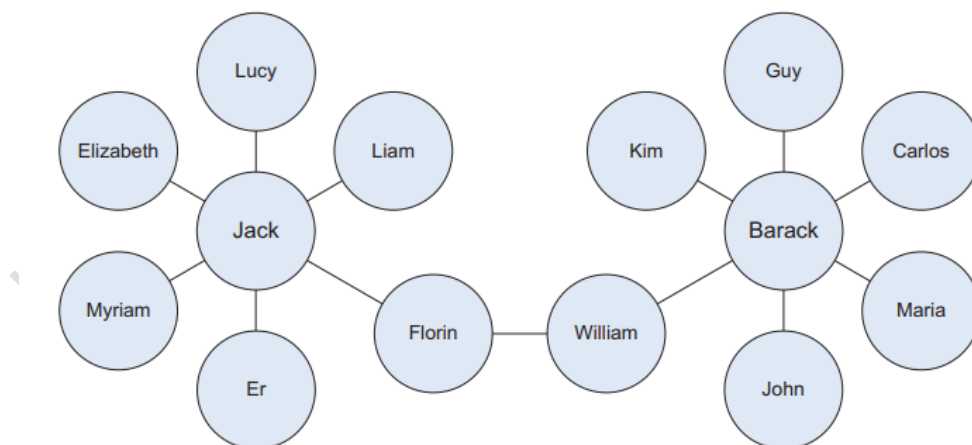 Lucy
Guy
Elizabeth
Liam
Kim
Carlos
Jack
Barack
Myriam
Florin
William
Maria
Er
John